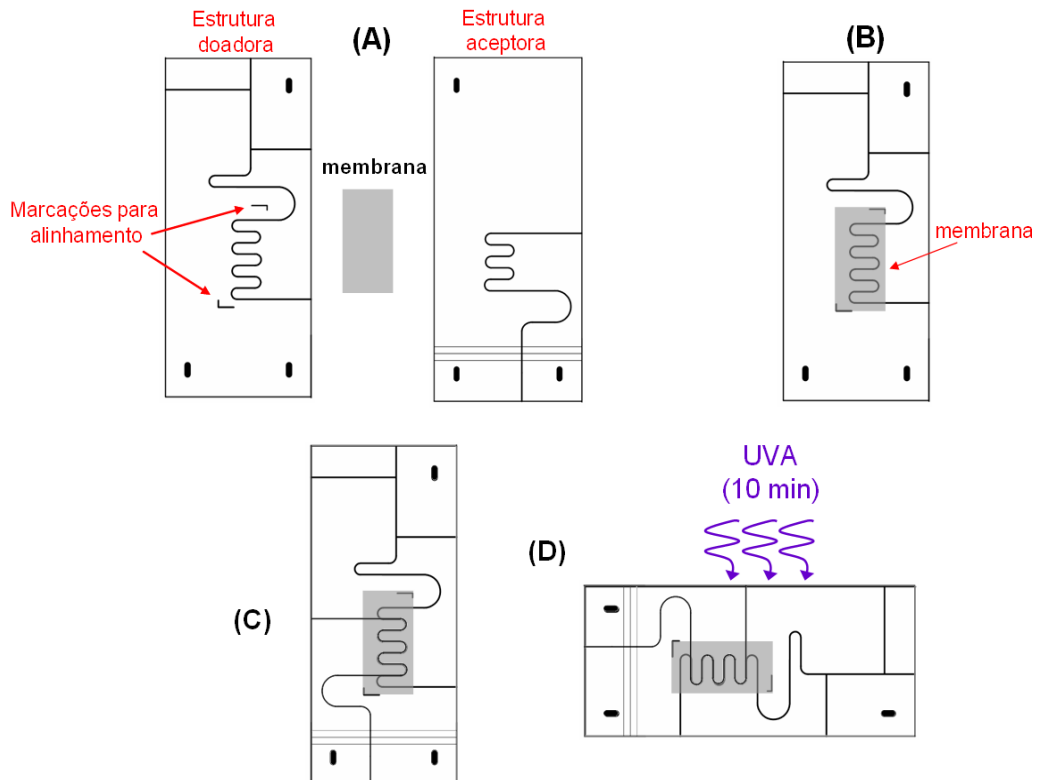 Estrutura
doadora
(A)
Estrutura
aceptora
(B)
membrana
Marcações para
alinhamento
membrana
UVA
(10 min)
(D)
(C)